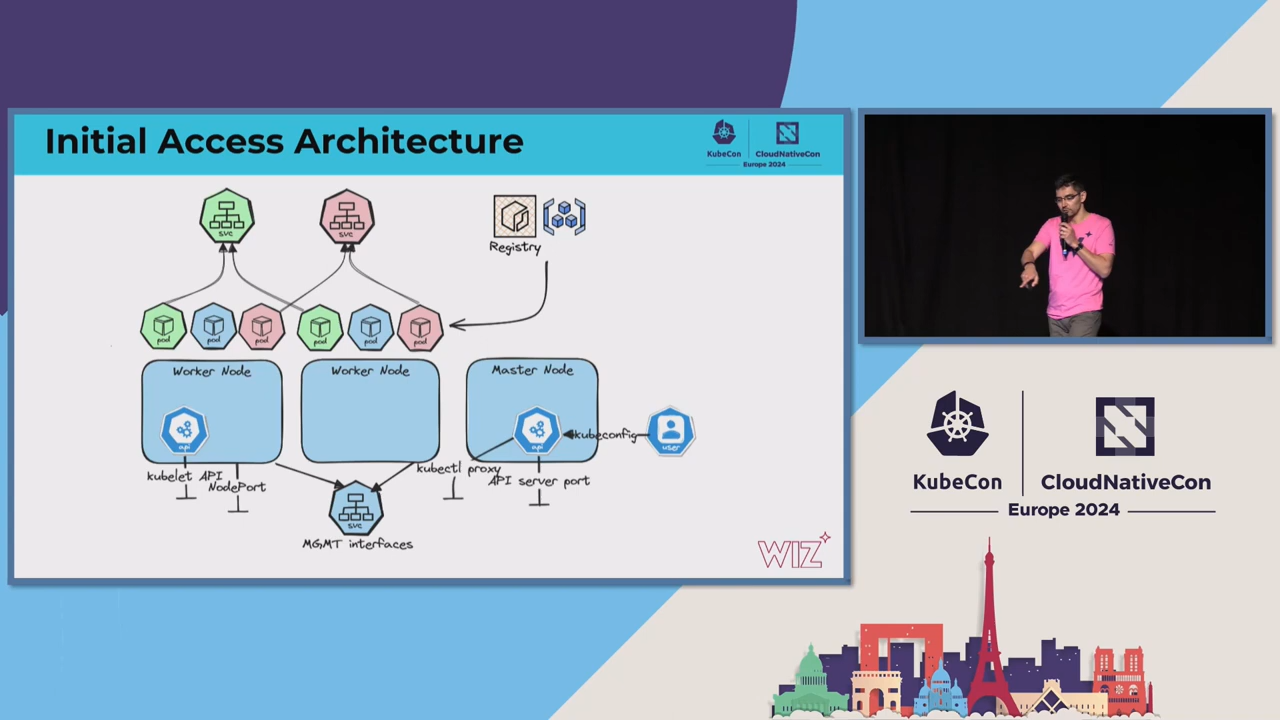 Initial Access Architecture
KubeCon
CloudNativeCon
Europe 2024
svc
svc
Registry
pod
pod
pod
pod
pod
pod
Worker Node
Worker Node
Master Node
api
api
kubeconfig
user
kubelet API
NodePort
kubectl proxy
API server port
svc
MGMT interfaces
WIZ
KubeCon
CloudNativeCon
Europe 2024